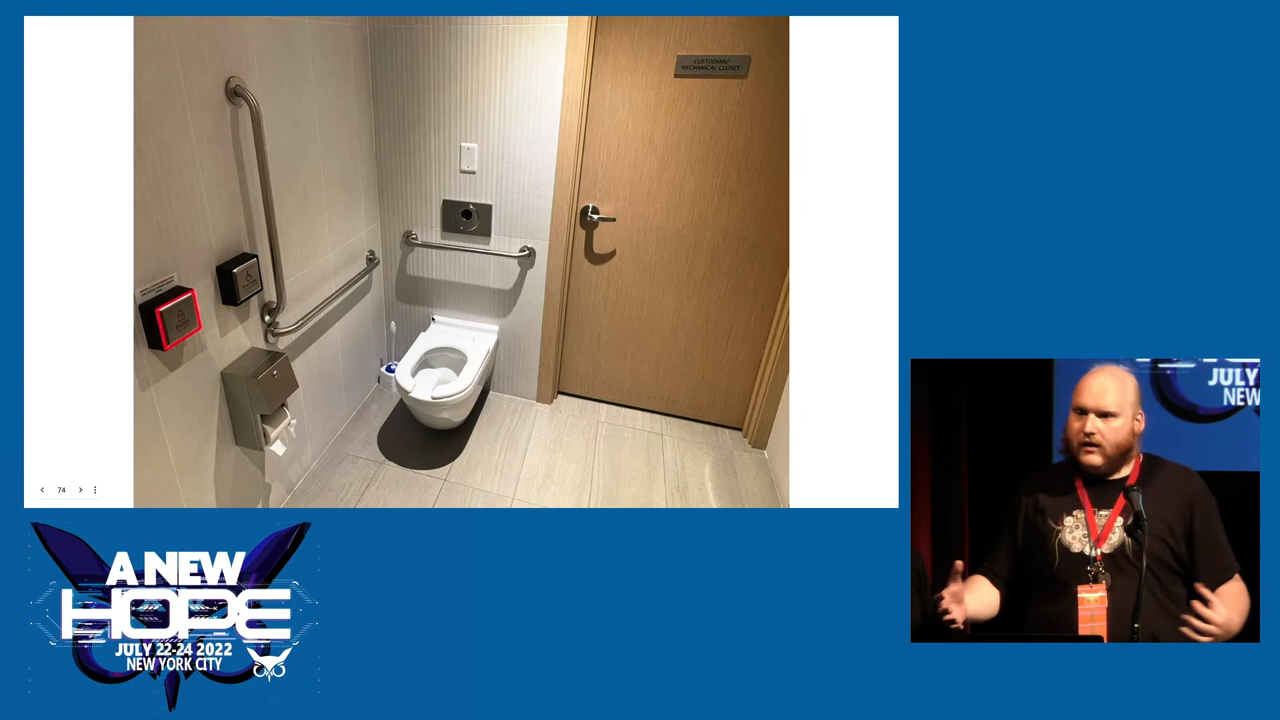 CUSTODIAN/
MECHANICAL CLOSET
74
A NEW
HOPE
JULY 22-24 2022
NEW YORK CITY
JULY
NEW